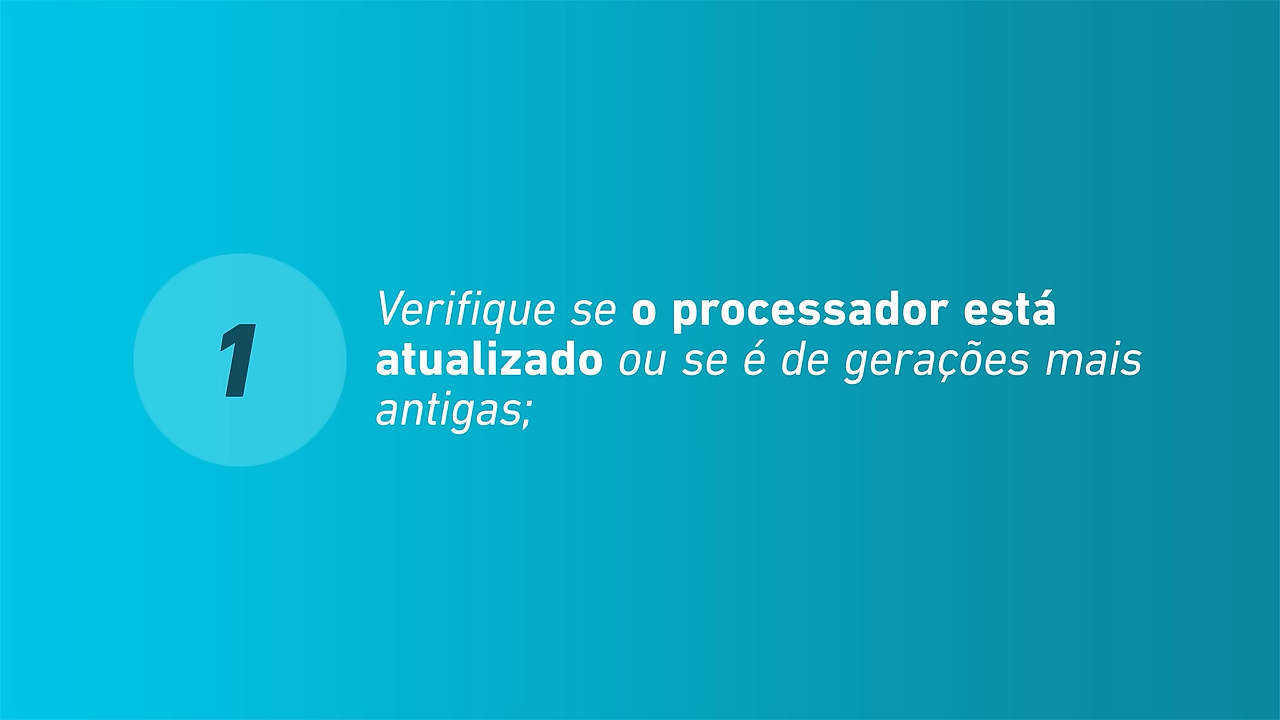 1
Verifique se o processador está
atualizado ou se é de gerações mais
antigas;